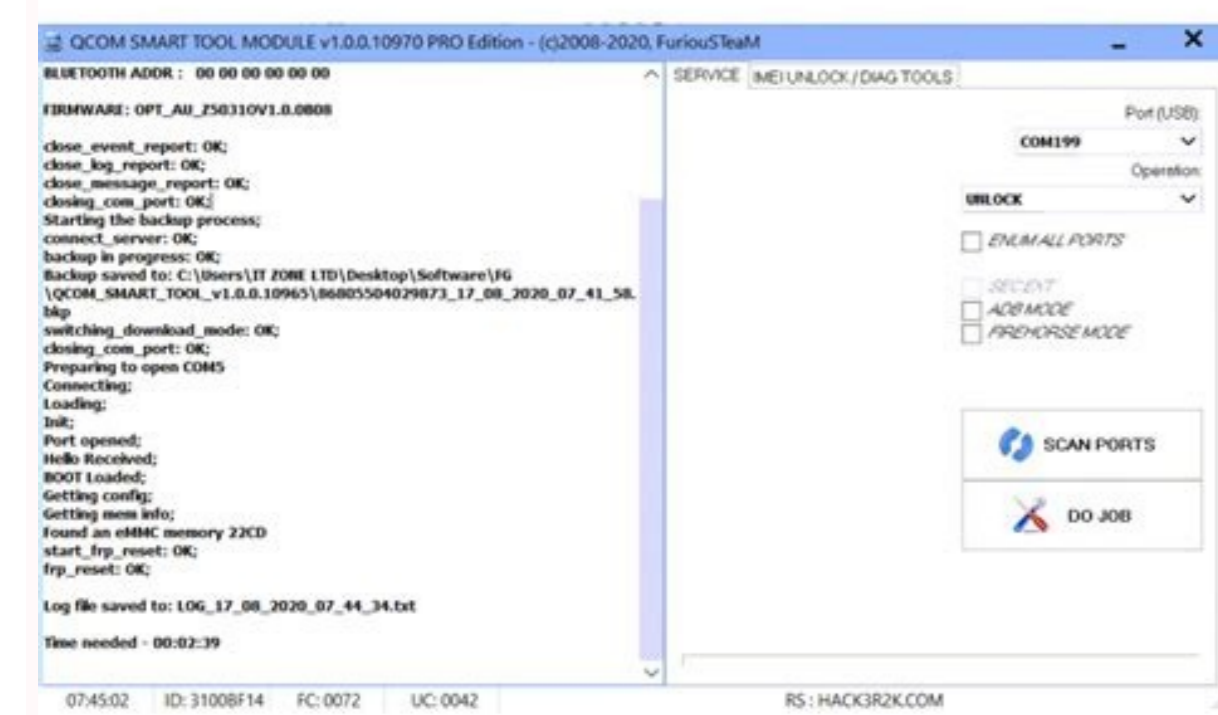 QCOM SMART TOOL MODULE v1.0.0.10970 PRO Edition - (c)2008-2020, FuriouSTeaM
BLUETOOTH ADDR : 00 00 00 00 00 00
FIRMWARE: OPT_AU_Z50310V1.0.0B08
close_event_report: OK;
close_log_report: OK;
close_message_report: OK;
closing_com_port: OK;
Starting the backup process;
connect_server: OK;
backup in progress: OK;
Backup saved to: C:\Users\IT ZONE LTD\Desktop\Software\FG
\QCOM_SMART_TOOL_v1.0.0.10965\86805504029873_17_08_2020_07_41_58.
bkp
switching_download_mode: OK;
closing_com_port: OK;
Preparing to open COM5
Connecting;
Loading;
Init;
Port opened;
Hello Received;
BOOT Loaded;
Getting config;
Getting mem info;
Found an eMMC memory 22CD
start_frp_reset: OK;
frp_reset: OK;
Log file saved to: LOG_17_08_2020_07_44_34.txt
Time needed - 00:02:39
SERVICE
IMEI UNLOCK / DIAG TOOLS
Port (USB):
COM199
Operation:
UNLOCK
ENUM ALL PORTS
ADB MODE
FIREHORSE MODE
SCAN PORTS
DO JOB
07:45:02 ID: 31008F14 FC: 0072 UC: 0042 RS : HACK3R2K.COM